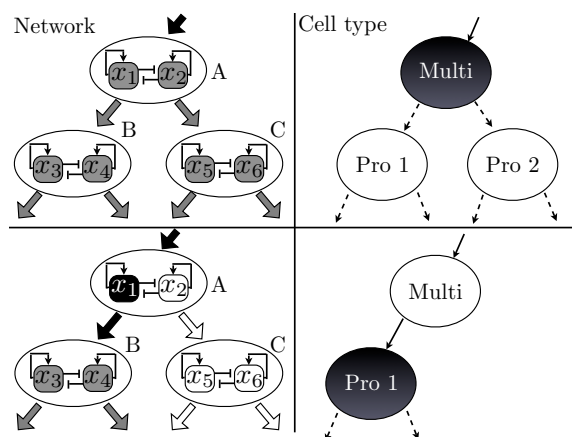 Network
Cell type
x1 x2
A
Multi
B
C
x3 x4
x5 x6
Pro 1
Pro 2
x1 x2
A
Multi
B
C
x3 x4
x5 x6
Pro 1